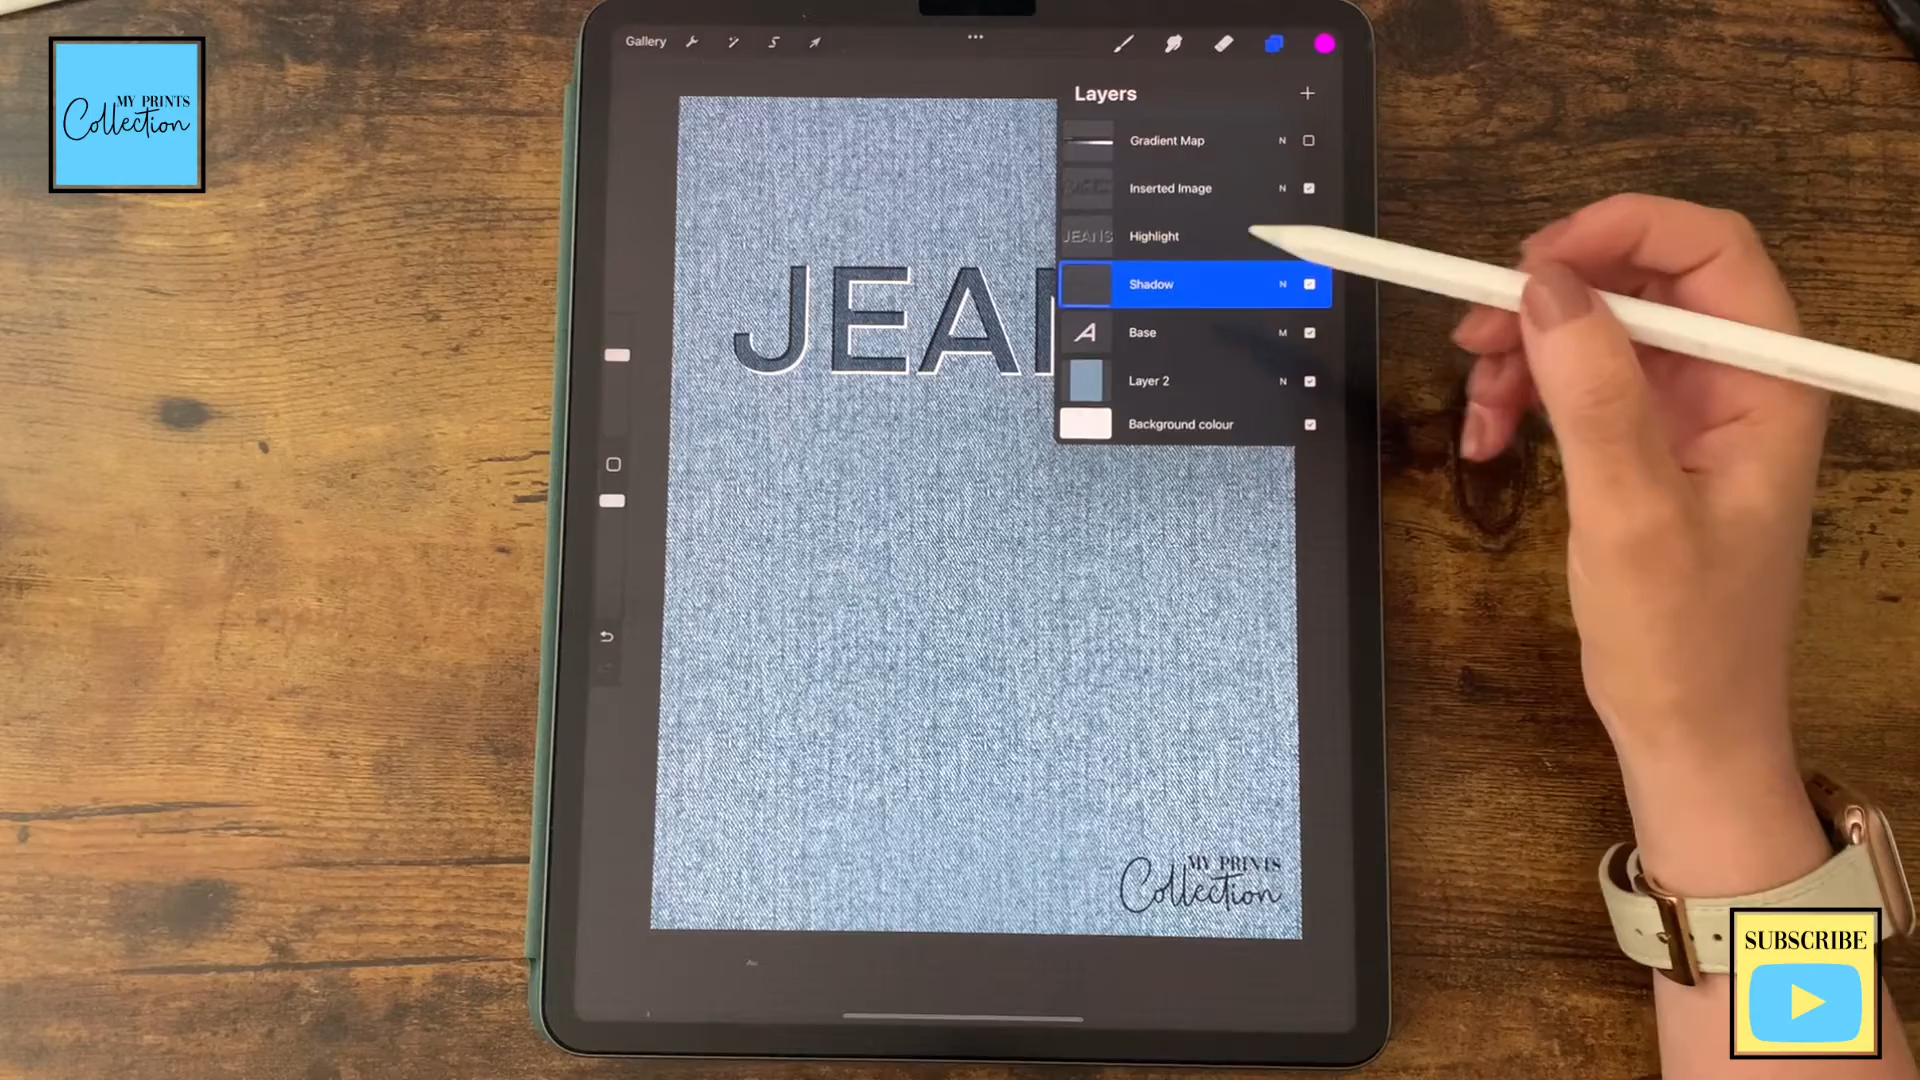 MY PRINTS
Collection
Gallery
Layers
Gradient Map N
Inserted Image N
JEANS Highlight
Shadow N
A Base M
Layer 2 N
Background colour
JEAN
MY PRINTS
Collection
SUBSCRIBE